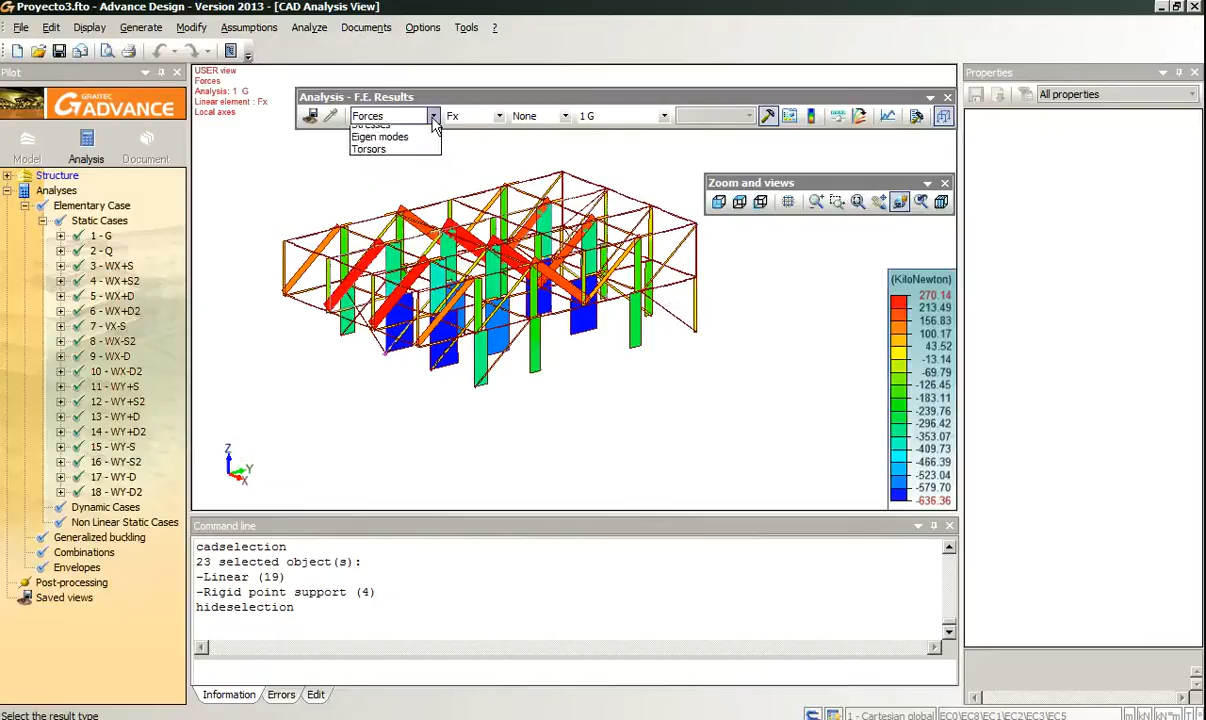 Proyecto3.fto - Advance Design - Version 2013 - [CAD Analysis View]
File Edit Display Generate Modify Assumptions Analyze Documents Options Tools ?
Pilot
GRAITEC
ADVANCE
Model Analysis Document
Structure
Analyses
Elementary Case
Static Cases
1 - G
2 - Q
3 - WX+S
4 - WX+S2
5 - WX+D
6 - WX+D2
7 - VX-S
8 - WX-S2
9 - WX-D
10 - WX-D2
11 - WY+S
12 - WY+S2
13 - WY+D
14 - WY+D2
15 - WY-S
16 - WY-S2
17 - WY-D
18 - WY-D2
Dynamic Cases
Non Linear Static Cases
Generalized buckling
Combinations
Envelopes
Post-processing
Saved views
USER view
Forces
Analysis: 1 G
Linear element : Fx
Local axes
Analysis - F.E. Results
Forces Fx None 1 G
Stresses
Eigen modes
Torsors
Zoom and views
(KiloNewton)
270.14
213.49
156.83
100.17
43.52
-13.14
-69.79
-126.45
-183.11
-239.76
-296.42
-353.07
-409.73
-466.39
-523.04
-579.70
-636.36
Z
Y
X
Command line
cadselection
23 selected object(s):
-Linear (19)
-Rigid point support (4)
hideselection
Information Errors Edit
Properties
All properties
Select the result type
1 - Cartesian global
EC0\EC8\EC1\EC2\EC3\EC5
m kN kN*m T °